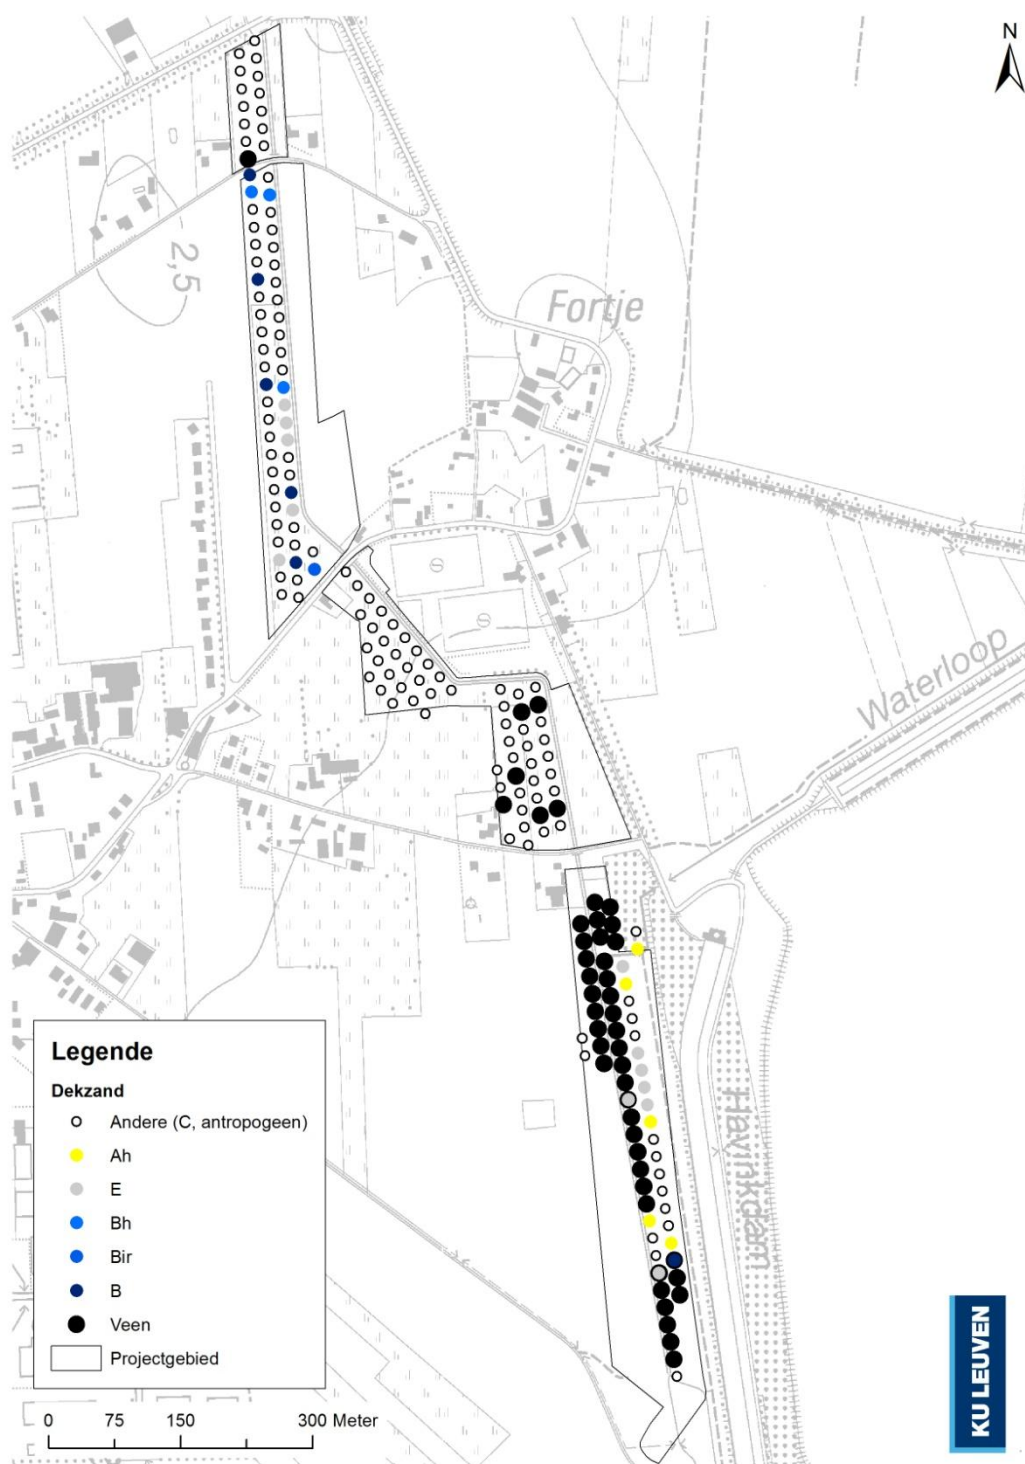 N
2,5
Fortje
S
S
Waterloop
Havinkdam
Legende
Dekzand
Andere (C, antropogeen)
Ah
E
Bh
Bir
B
Veen
Projectgebied
0 75 150 300 Meter
KU LEUVEN